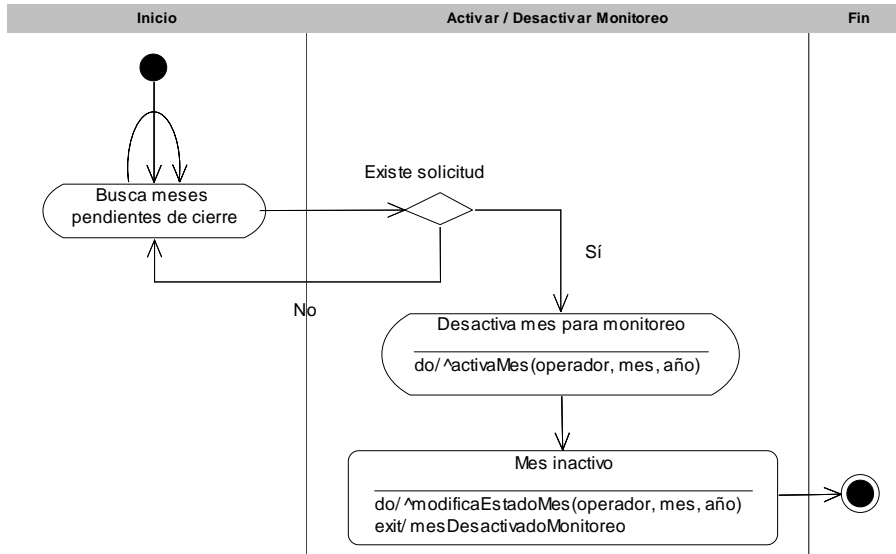 Inicio
Activar / Desactivar Monitoreo
Fin
Existe solicitud
Busca meses
pendientes de cierre
Sí
No
Desactiva mes para monitoreo
do/ ^activaMes(operador, mes, año)
Mes inactivo
do/ ^modificaEstadoMes(operador, mes, año)
exit/ mesDesactivadoMonitoreo